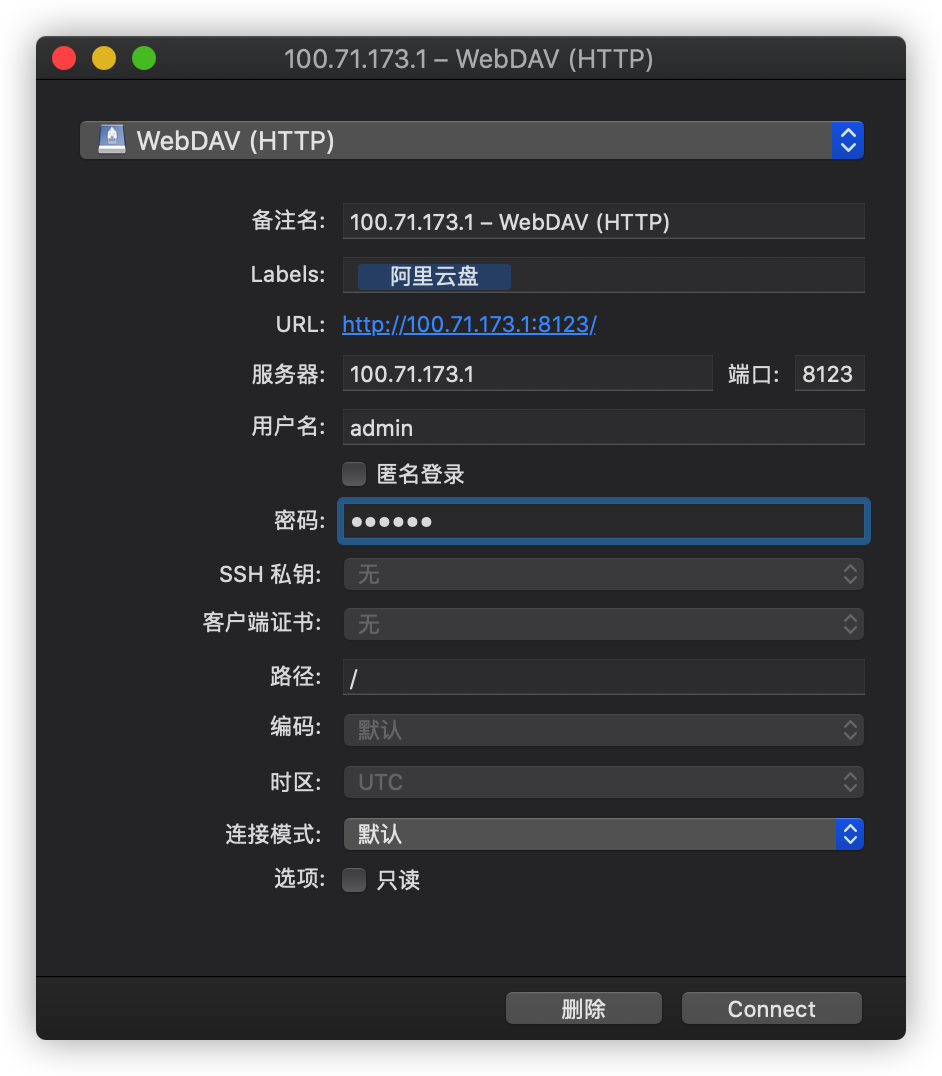 100.71.173.1 – WebDAV (HTTP)
WebDAV (HTTP)
备注名: 100.71.173.1 – WebDAV (HTTP)
Labels: 阿里云盘
URL: http://100.71.173.1:8123/
服务器: 100.71.173.1 端口: 8123
用户名: admin
匿名登录
密码: ••••••
SSH 私钥: 无
客户端证书: 无
路径: /
编码: 默认
时区: UTC
连接模式: 默认
选项: 只读
删除 Connect